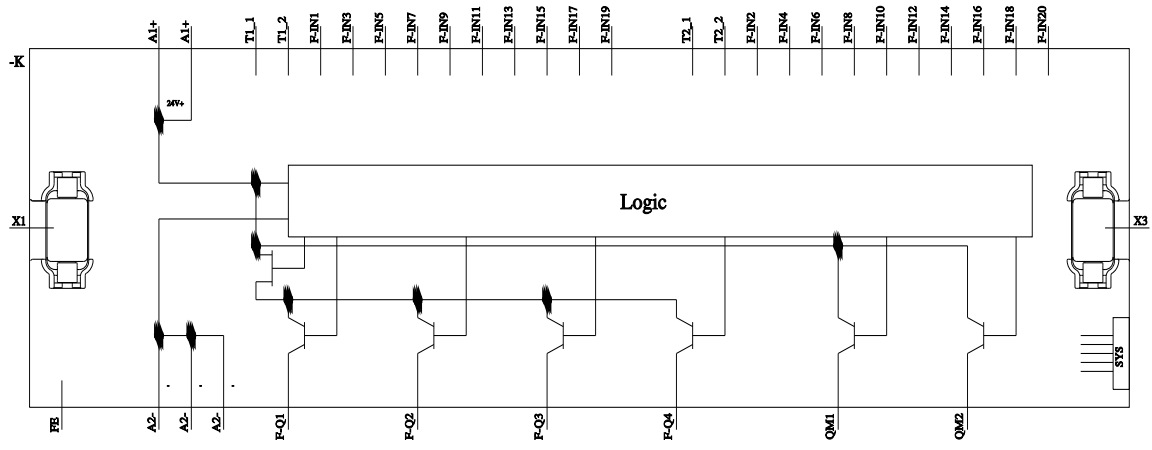 A1+
A1+
T1_1
T1_2
F-IN1
F-IN3
F-IN5
F-IN7
F-IN9
F-IN11
F-IN13
F-IN15
F-IN17
F-IN19
T2_1
T2_2
F-IN2
F-IN4
F-IN6
F-IN8
F-IN10
F-IN12
F-IN14
F-IN16
F-IN18
F-IN20
-K
24V+
Logic
X1
X3
SYS
FE
A2-
A2-
A2-
F-Q1
F-Q2
F-Q3
F-Q4
QM1
QM2